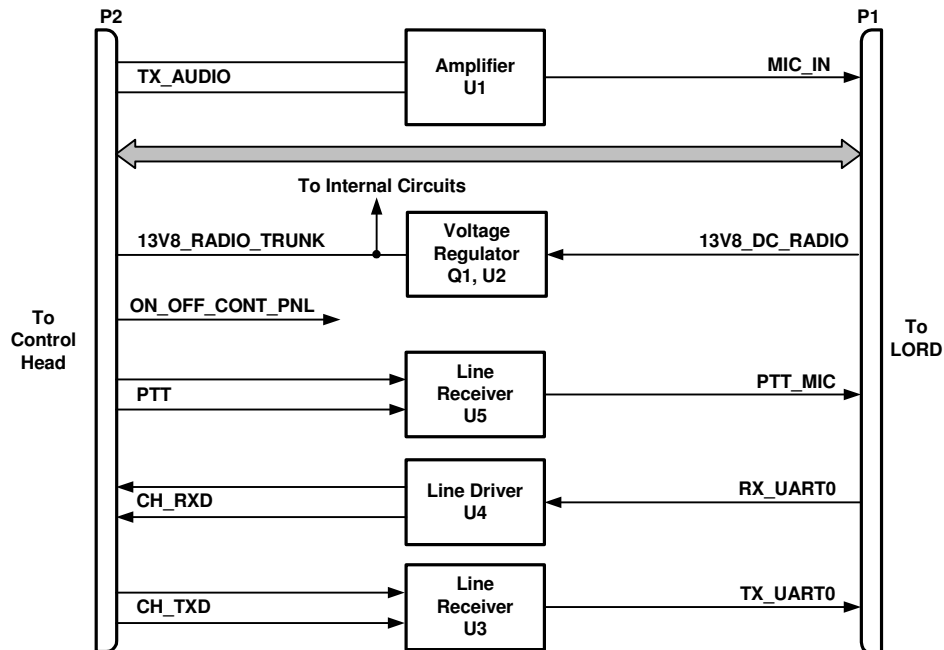 P2
P1
Amplifier
U1
TX_AUDIO
MIC_IN
To Internal Circuits
13V8_RADIO_TRUNK
Voltage
Regulator
Q1, U2
13V8_DC_RADIO
ON_OFF_CONT_PNL
To
Control
Head
To
LORD
PTT
Line
Receiver
U5
PTT_MIC
CH_RXD
Line Driver
U4
RX_UART0
CH_TXD
Line
Receiver
U3
TX_UART0